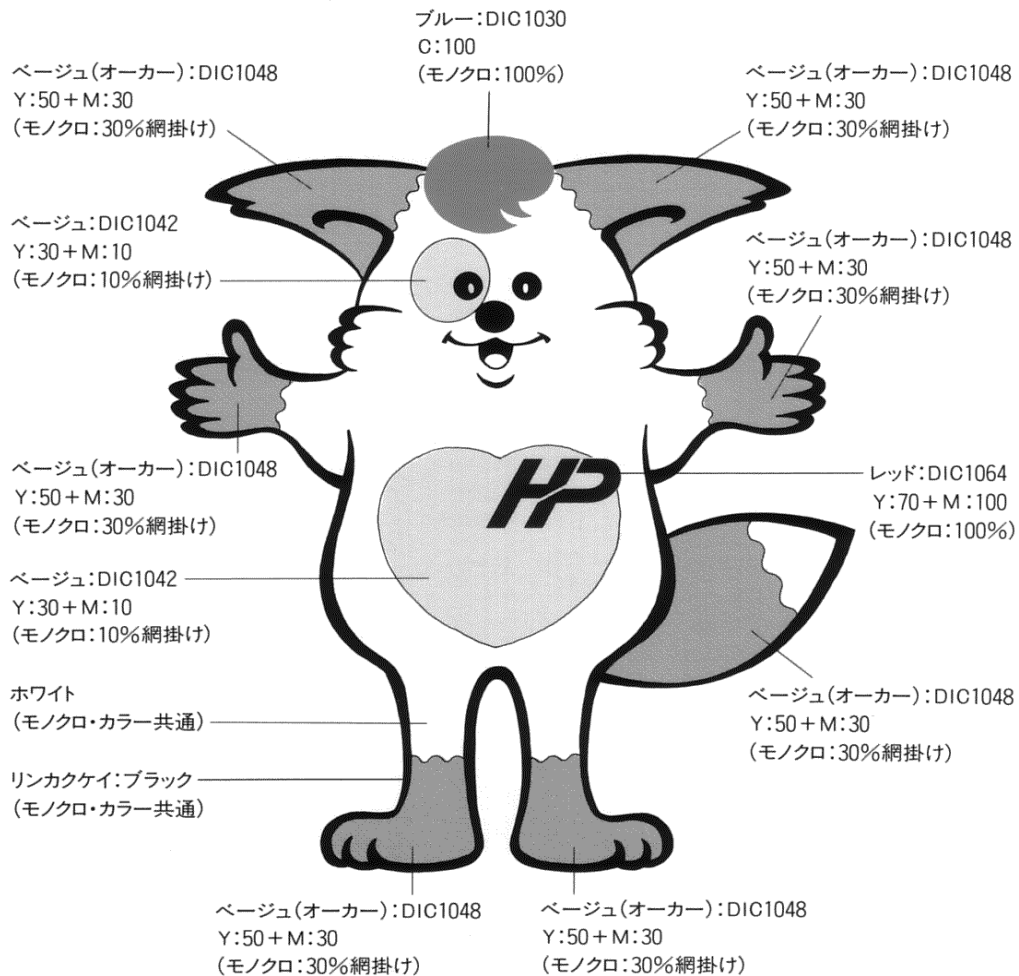 ブルー：DIC1030
C：100
（モノクロ：100％）
ベージュ（オーカー）：DIC1048
Y：50＋M：30
（モノクロ：30％網掛け）
ベージュ（オーカー）：DIC1048
Y：50＋M：30
（モノクロ：30％網掛け）
ベージュ：DIC1042
Y：30＋M：10
（モノクロ：10％網掛け）
ベージュ（オーカー）：DIC1048
Y：50＋M：30
（モノクロ：30％網掛け）
ベージュ（オーカー）：DIC1048
Y：50＋M：30
（モノクロ：30％網掛け）
HP
レッド：DIC1064
Y：70＋M：100
（モノクロ：100％）
ベージュ：DIC1042
Y：30＋M：10
（モノクロ：10％網掛け）
ホワイト
（モノクロ・カラー共通）
ベージュ（オーカー）：DIC1048
Y：50＋M：30
（モノクロ：30％網掛け）
リンカクケイ：ブラック
（モノクロ・カラー共通）
ベージュ（オーカー）：DIC1048
Y：50＋M：30
（モノクロ：30％網掛け）
ベージュ（オーカー）：DIC1048
Y：50＋M：30
（モノクロ：30％網掛け）